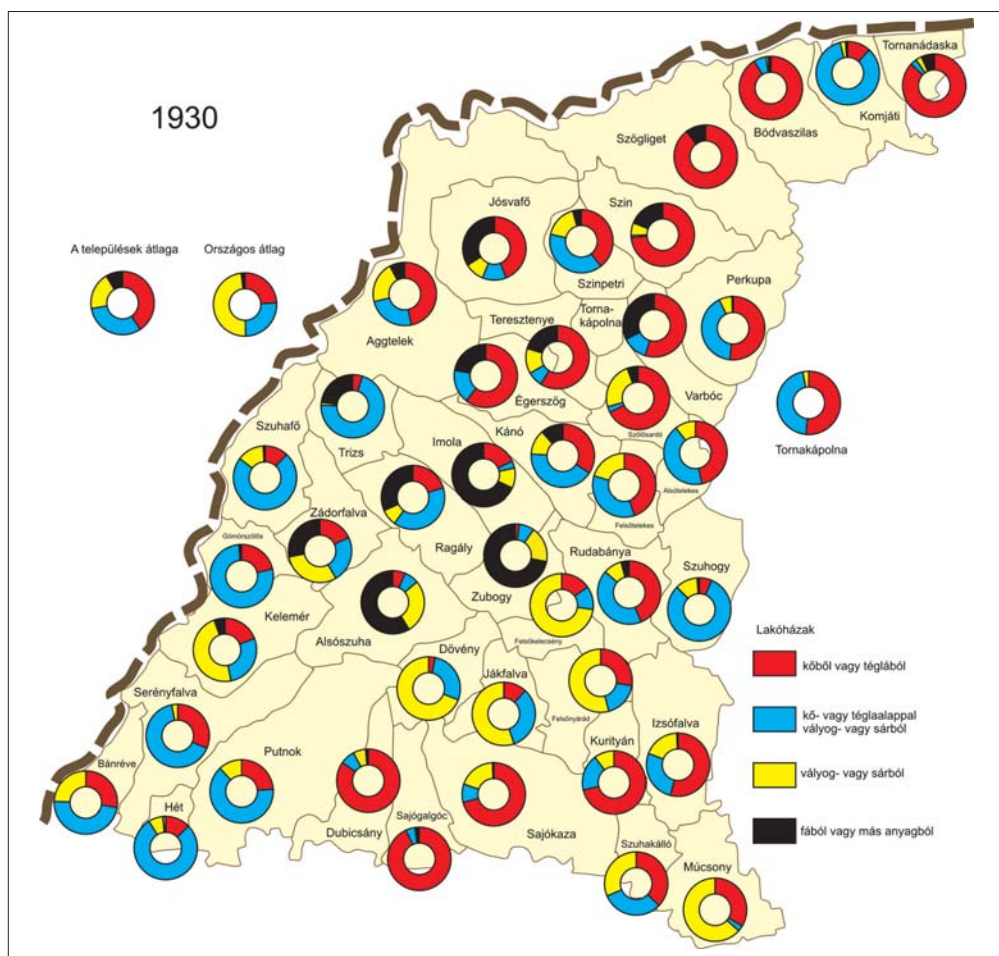 1930
Tornanádaska
Komjáti
Bódvaszilas
Szögliget
Jósvafő
Szin
A települések átlaga
Országos átlag
Szinpetri
Perkupa
Teresztenye
Torna-
kápolna
Aggtelek
Égerszög
Varbóc
Szuhafő
Trizs
Imola
Kánó
Szőlősardó
Tornakápolna
Alsótelekes
Felsőtelekes
Zádorfalva
Gömörszőlős
Ragály
Rudabánya
Szuhogy
Zubogy
Kelemér
Alsószuha
Felsőkelecsény
Dövény
Jákfalva
Serényfalva
Felsőnyárád
Izsófalva
Bánréve
Putnok
Kurityán
Hét
Dubicsány
Sajógalgóc
Sajókaza
Szuhakálló
Múcsony
Lakóházak
kőből vagy téglából
kő- vagy téglaalappal
vályog- vagy sárból
vályog- vagy sárból
fából vagy más anyagból